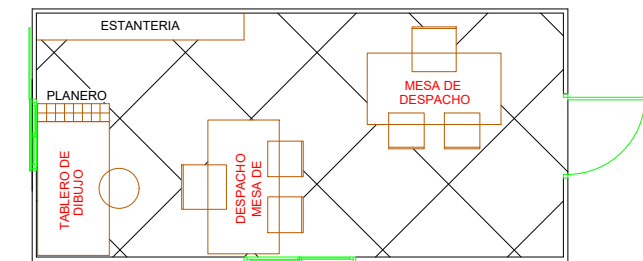 ESTANTERIA
PLANERO
MESA DE
DESPACHO
TABLERO DE
DIBUJO
DESPACHO
MESA DE